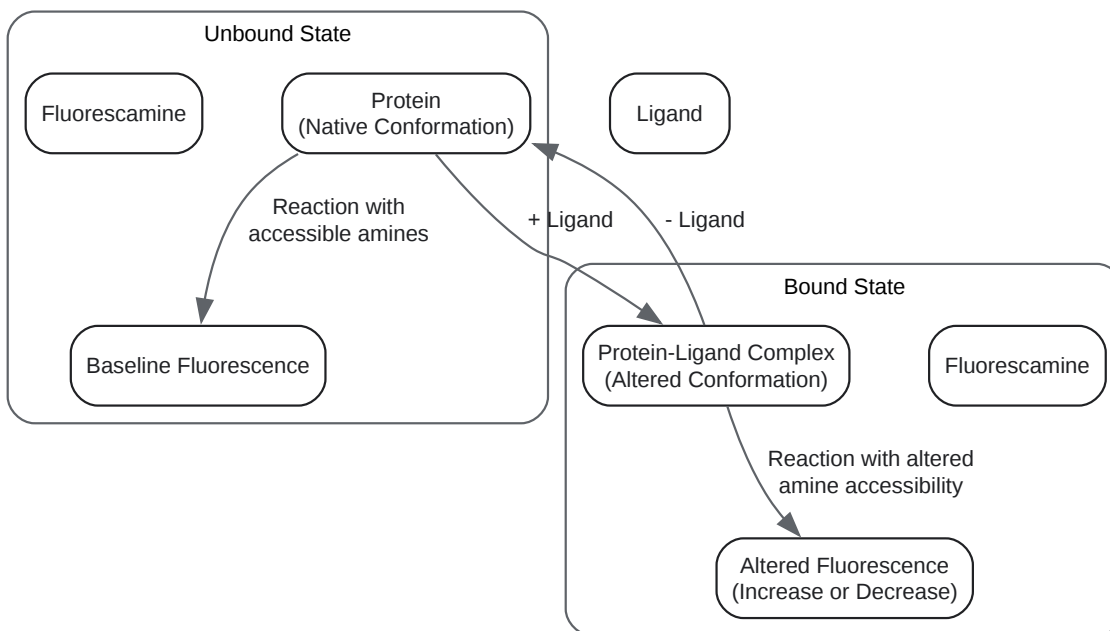 Unbound State
Fluorescamine
Protein
(Native Conformation)
Ligand
Reaction with
accessible amines
+ Ligand
- Ligand
Bound State
Baseline Fluorescence
Protein-Ligand Complex
(Altered Conformation)
Fluorescamine
Reaction with altered
amine accessibility
Altered Fluorescence
(Increase or Decrease)